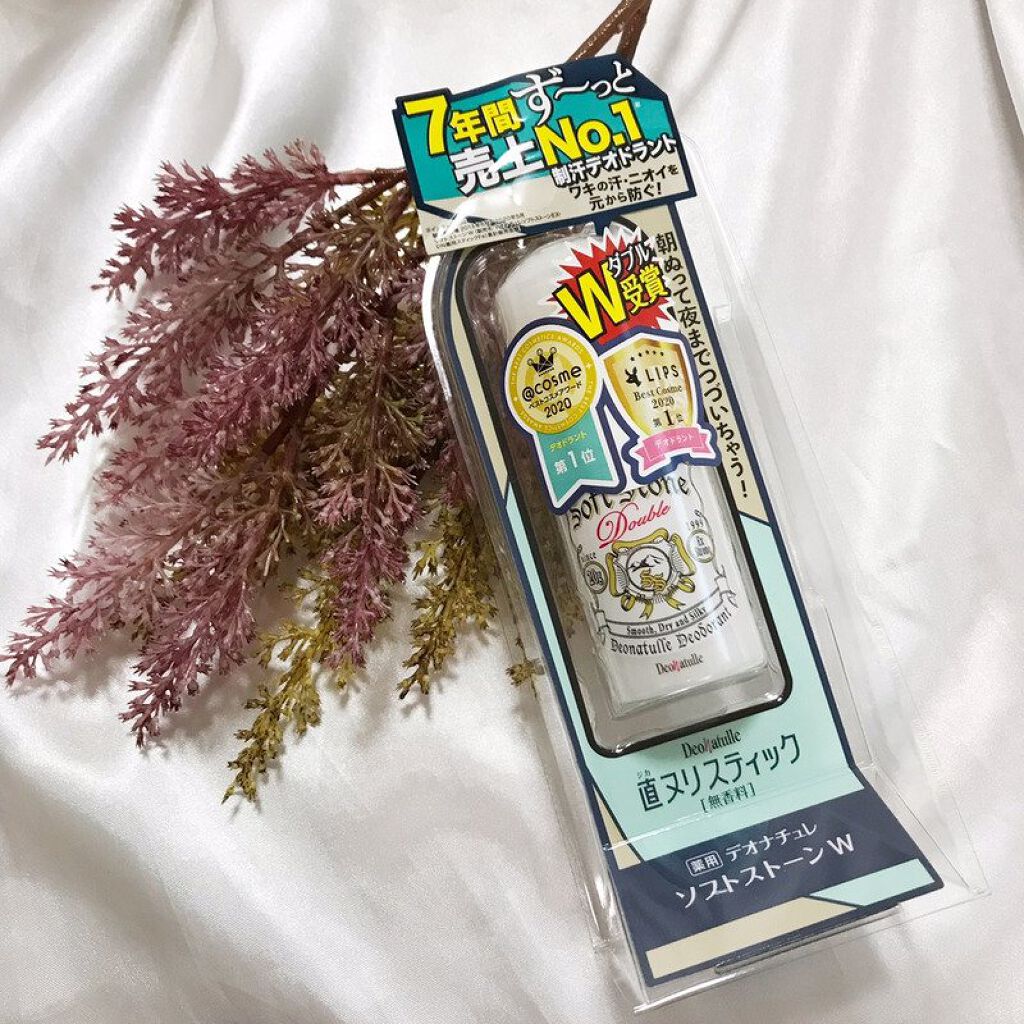 7年間ず〜っと
売上No.1
制汗デオドラント
ワキの汗・ニオイを
元から防ぐ!
朝ぬって夜までつづいちゃう!
ダブル
W受賞
@cosme
ベストコスメアワード
2020
デオドラント
第1位
LIPS
Best Cosme
2020
第1位
デオドラント
Soft Stone
Double
since
1999
20g
Smooth, Dry and Silky
Deonatulle Deodorant
Deonatulle
Deonatulle
ジカ
直ヌリスティック
[無香料]
薬用 デオナチュレ
ソフトストーンW